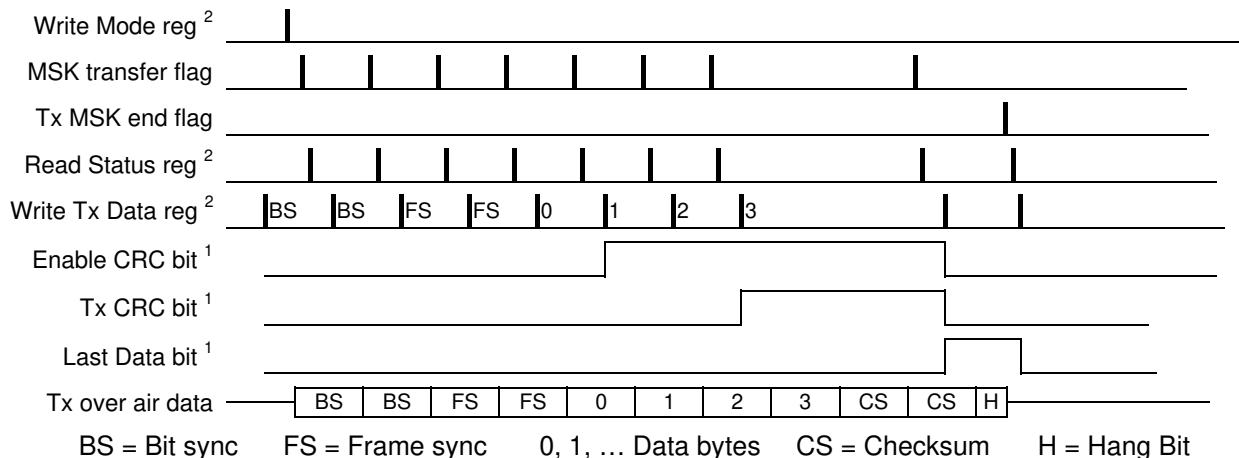 Write Mode reg 2
MSK transfer flag
Tx MSK end flag
Read Status reg 2
Write Tx Data reg 2 BS BS FS FS 0 1 2 3
Enable CRC bit 1
Tx CRC bit 1
Last Data bit 1
Tx over air data BS BS FS FS 0 1 2 3 CS CS H
BS = Bit sync FS = Frame sync 0, 1, … Data bytes CS = Checksum H = Hang Bit